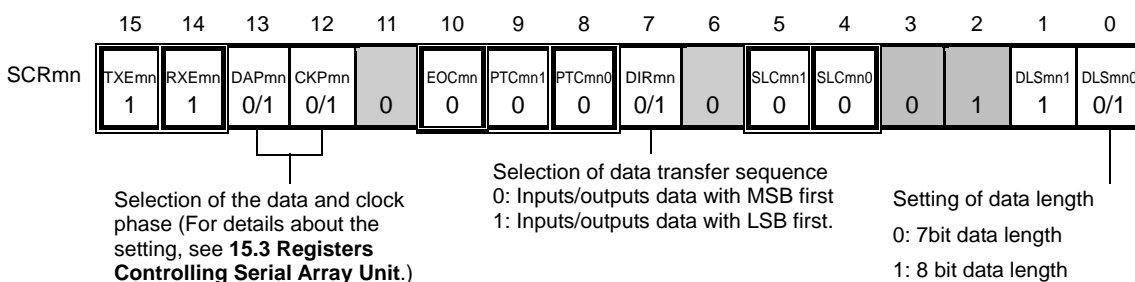 15 14 13 12 11 10 9 8 7 6 5 4 3 2 1 0
SCRmn TXEmn RXEmn DAPmn CKPmn EOCmn PTCmn1 PTCmn0 DIRmn SLCmn1 SLCmn0 DLSmn1 DLSmn0
1 1 0/1 0/1 0 0 0 0 0/1 0 0 0 0 1 1 0/1
Selection of the data and clock
phase (For details about the
setting, see 15.3 Registers
Controlling Serial Array Unit.)
Selection of data transfer sequence
0: Inputs/outputs data with MSB first
1: Inputs/outputs data with LSB first.
Setting of data length
0: 7bit data length
1: 8 bit data length